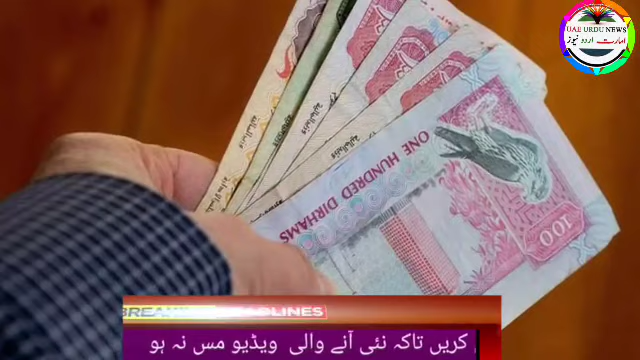 UAE URDU NEWS
امارت اردو نیوز
ONE HUNDRED DIRHAMS
100
BREAKING HEADLINES
کریں تاکہ نئی آنے والی ویڈیو مس نہ ہو